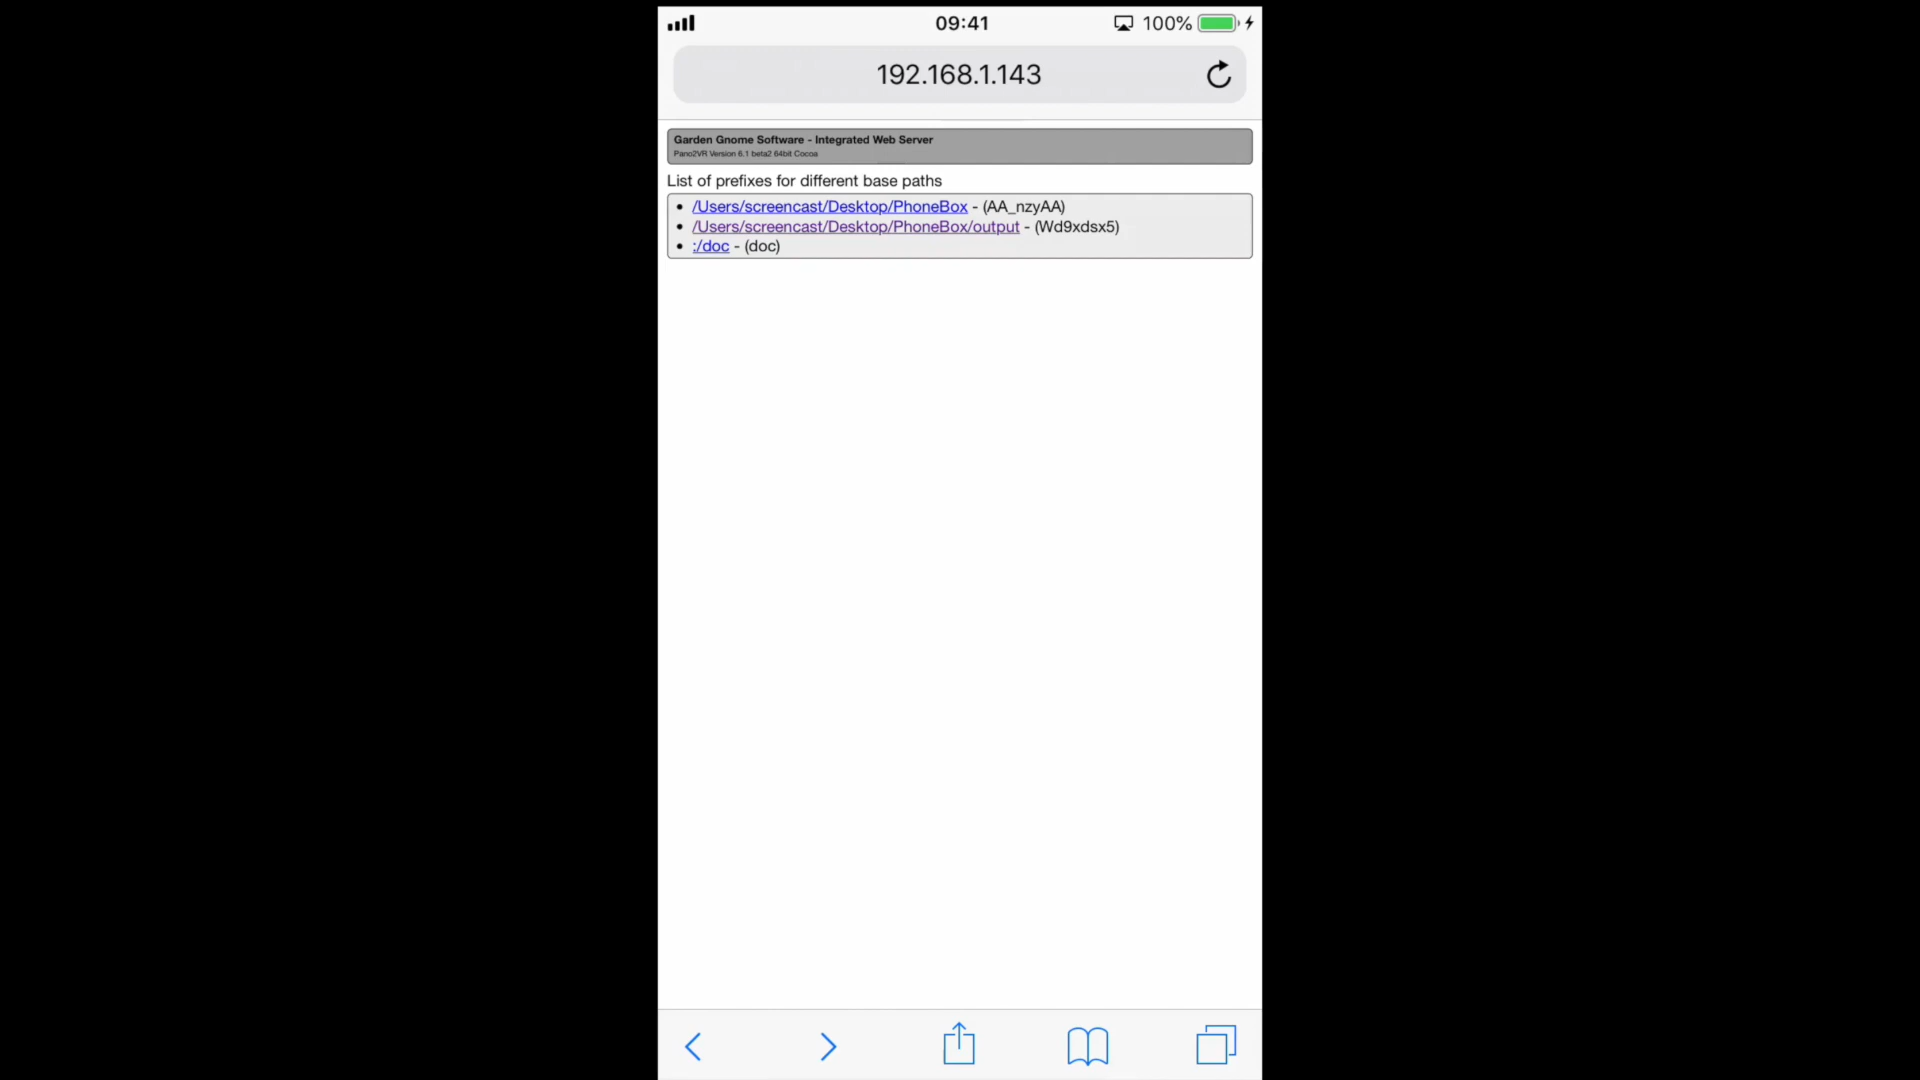 09:41
100%
192.168.1.143
Garden Gnome Software - Integrated Web Server
Pano2VR Version 6.1 beta2 64bit Cocoa
List of prefixes for different base paths
• /Users/screencast/Desktop/PhoneBox - (AA_nzyAA)
• /Users/screencast/Desktop/PhoneBox/output - (Wd9xdsx5)
• :/doc - (doc)